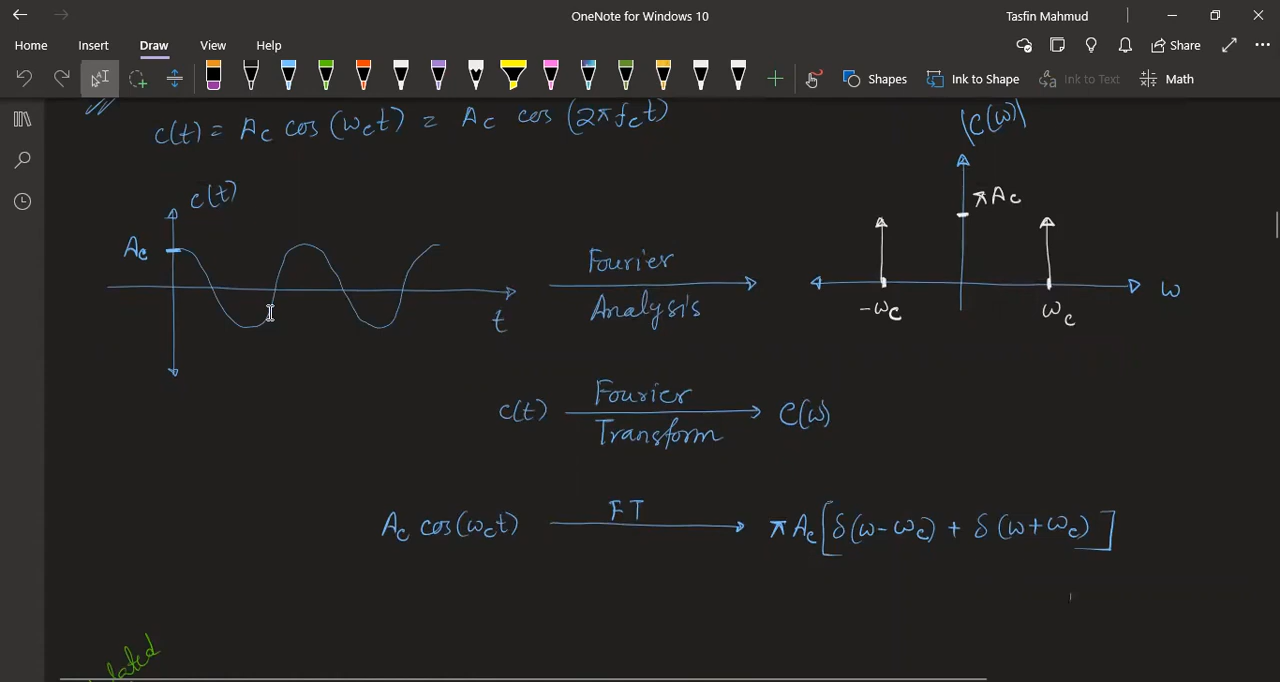 OneNote for Windows 10
Tasfin Mahmud
Home Insert Draw View Help
Share
Shapes
Ink to Shape
Ink to Text
Math
c(t) = Ac cos (ωct) = Ac cos (2πfct)
|C(ω)|
c(t)
πAc
Ac
Fourier
Analysis
t
-ωc
ωc
ω
c(t) Fourier Transform C(ω)
Ac cos(ωct) FT πAc[δ(ω-ωc) + δ(ω+ωc)]
lated